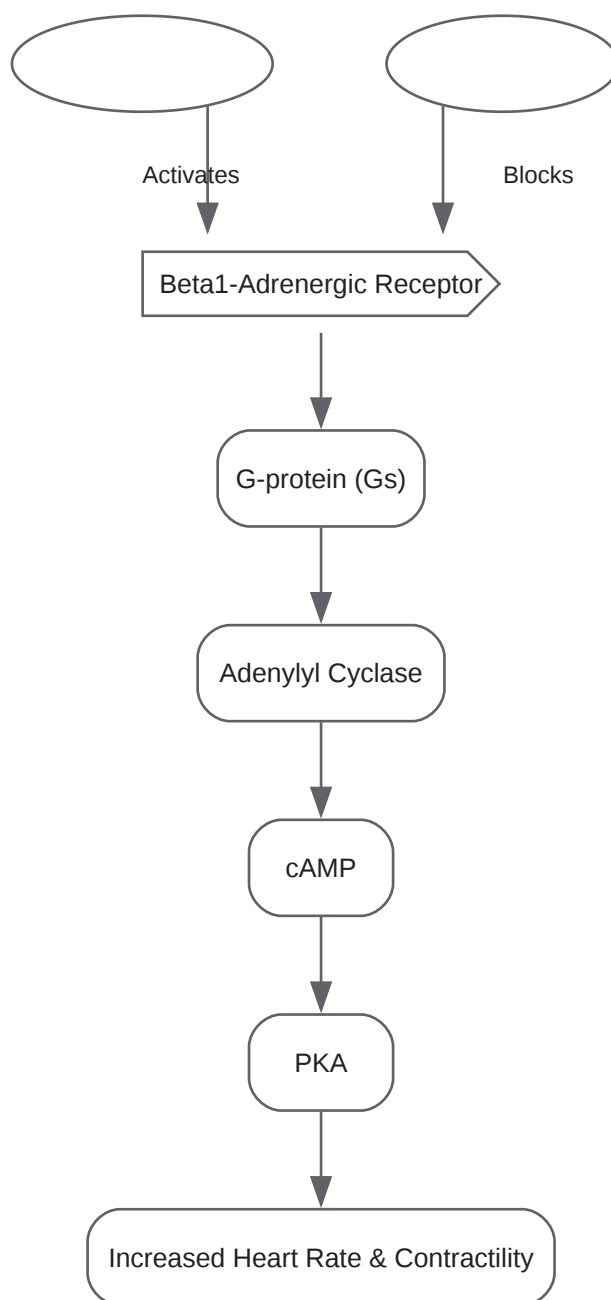 Activates
Blocks
Beta1-Adrenergic Receptor
G-protein (Gs)
Adenylyl Cyclase
cAMP
PKA
Increased Heart Rate & Contractility